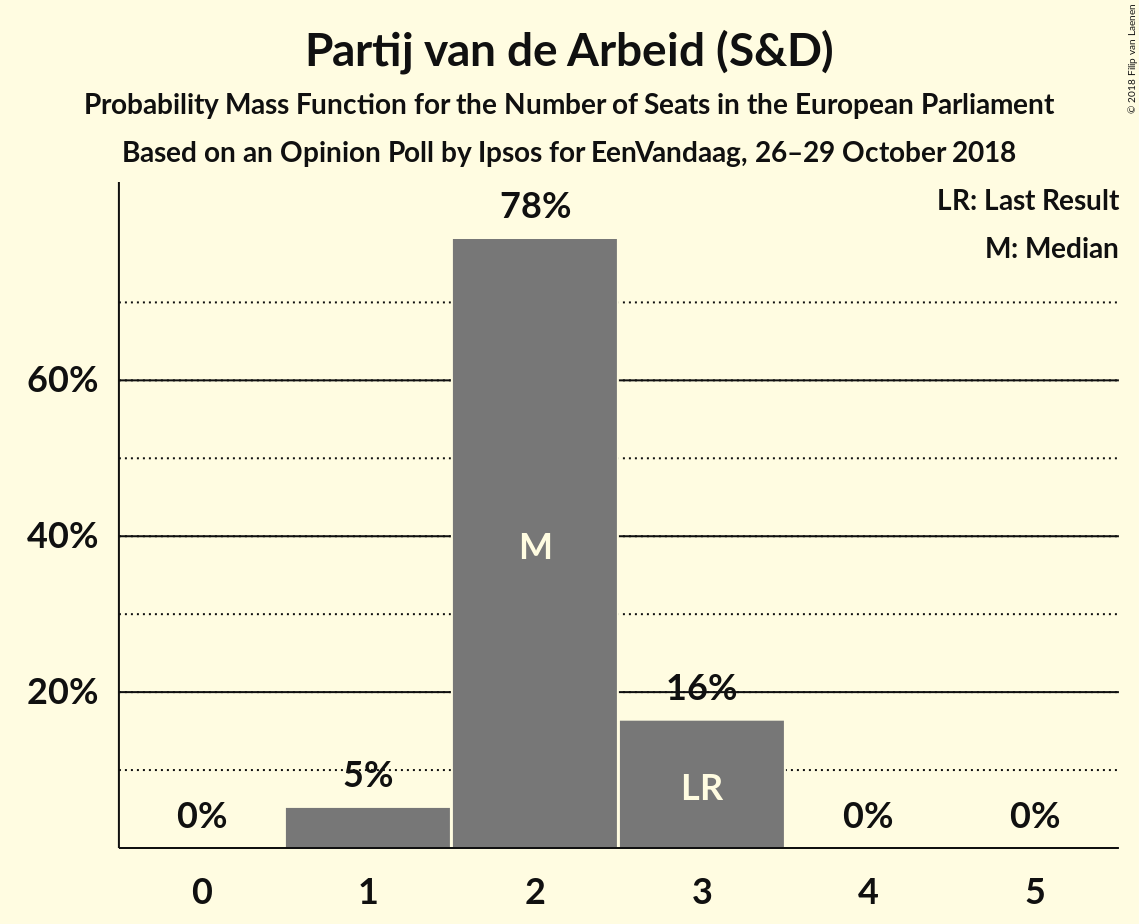 Partij van de Arbeid (S&D)
Probability Mass Function for the Number of Seats in the European Parliament
Based on an Opinion Poll by Ipsos for EenVandaag, 26–29 October 2018
© 2018 Filip van Laenen
LR: Last Result
M: Median
78%
60%
M
40%
16%
20%
5%
LR
0%
0%
0%
0 1 2 3 4 5